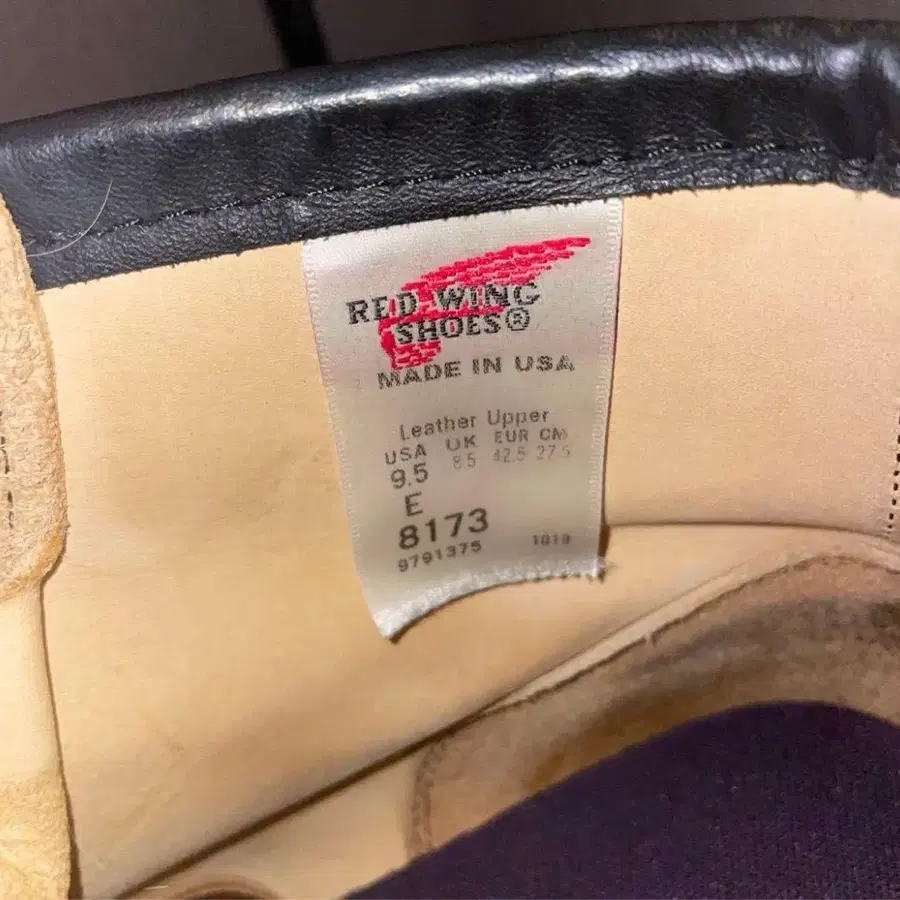 RED WING
SHOES®
MADE IN USA
Leather Upper
USA UK EUR CM
9.5 8.5 42.5 27.5
E
8173
9791375 1019